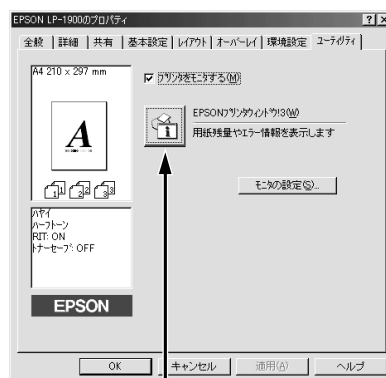 EPSON LP-1900のプロパティ
? ×
全般 | 詳細 | 共有 | 基本設定 | レイアウト | オーバーレイ | 環境設定 | ユーティリティ
A4 210 x 297 mm
プリンタをモニタする(M)
EPSONプリンタウィンドウ!3(W)
用紙残量やエラー情報を表示します
A
1 1 2 2 3 3
モニタの設定(S)...
ハヤイ
ハーフトーン
RIT: ON
トナーセーブ: OFF
EPSON
OK キャンセル 適用(A) ヘルプ